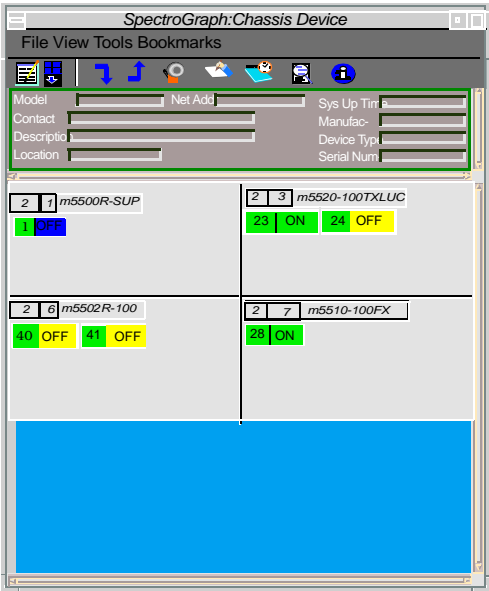 SpectroGraph:Chassis Device
File View Tools Bookmarks
Model Net Add Sys Up Time
Contact Manufac-
Description Device Type
Location Serial Num
2 1 m5500R-SUP
1 OFF
2 3 m5520-100TXLUC
23 ON 24 OFF
2 6 m5502R-100
40 OFF 41 OFF
2 7 m5510-100FX
28 ON